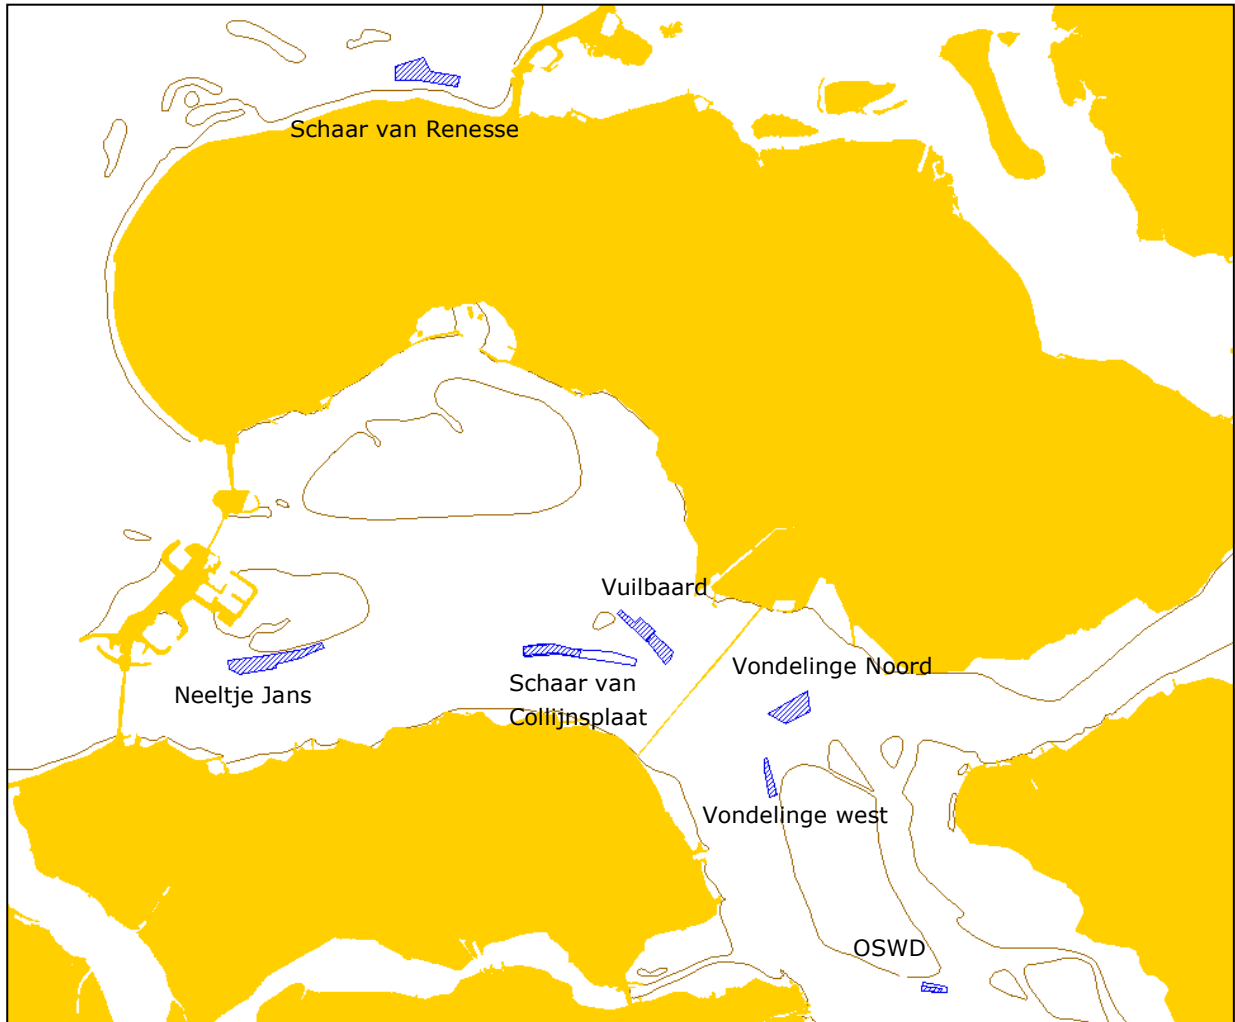 Schaar van Renesse
Vuilbaard
Vondelinge Noord
Neeltje Jans
Schaar van
Collijnsplaat
Vondelinge west
OSWD